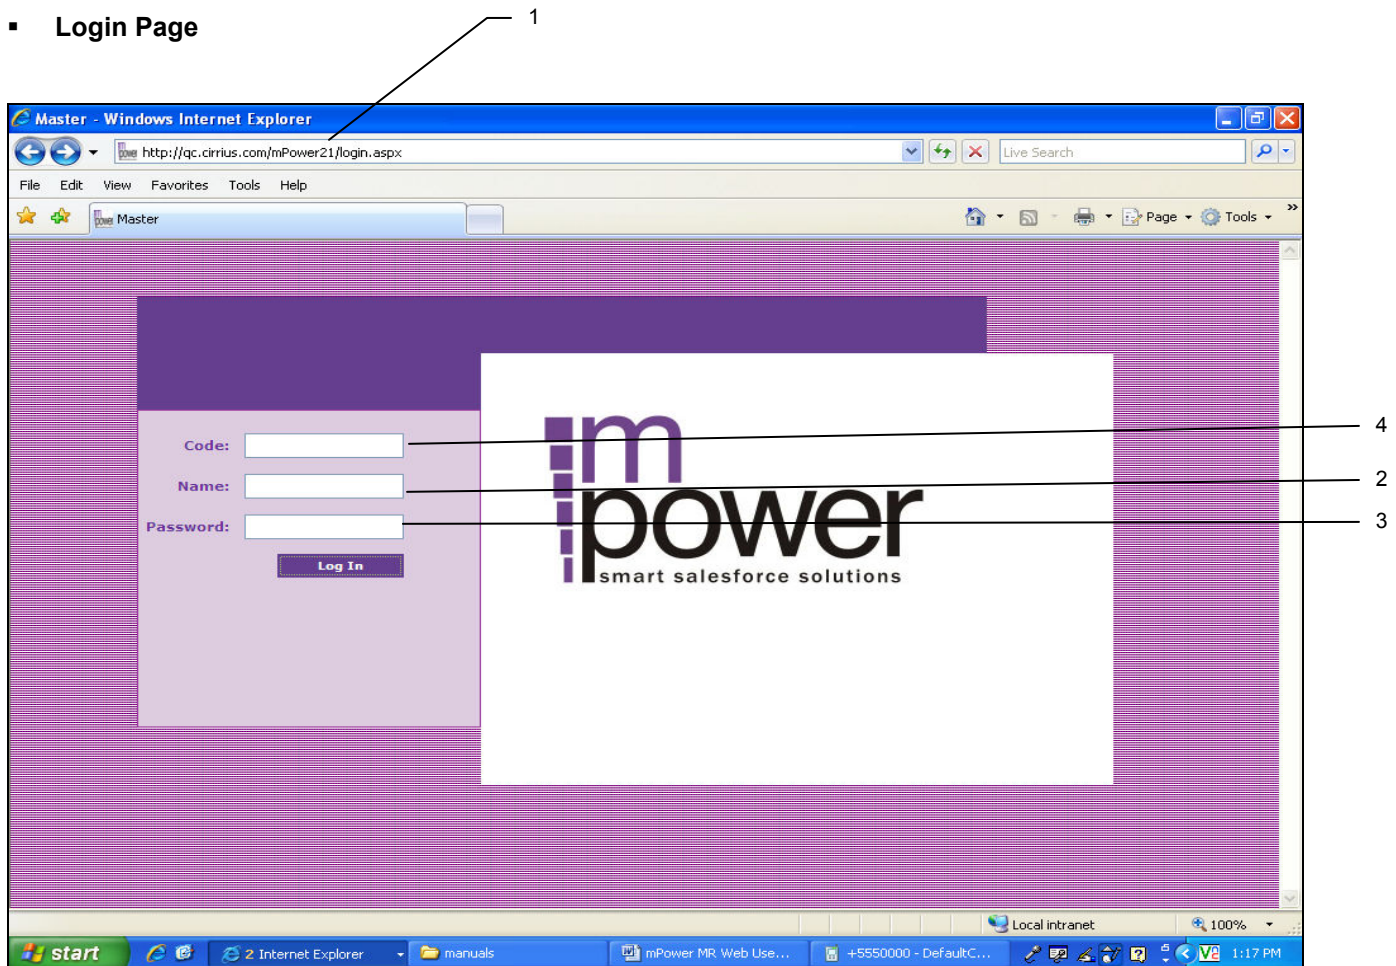 ▪ Login Page
1
Master - Windows Internet Explorer
http://qc.cirrius.com/mPower21/login.aspx
Live Search
File Edit View Favorites Tools Help
power Master
Page Tools »
Code:
4
Name:
2
Password:
3
Log In
m
power
smart salesforce solutions
Local intranet 100%
start 2 Internet Explorer manuals mPower MR Web Use... +5550000 - DefaultC... 1:17 PM